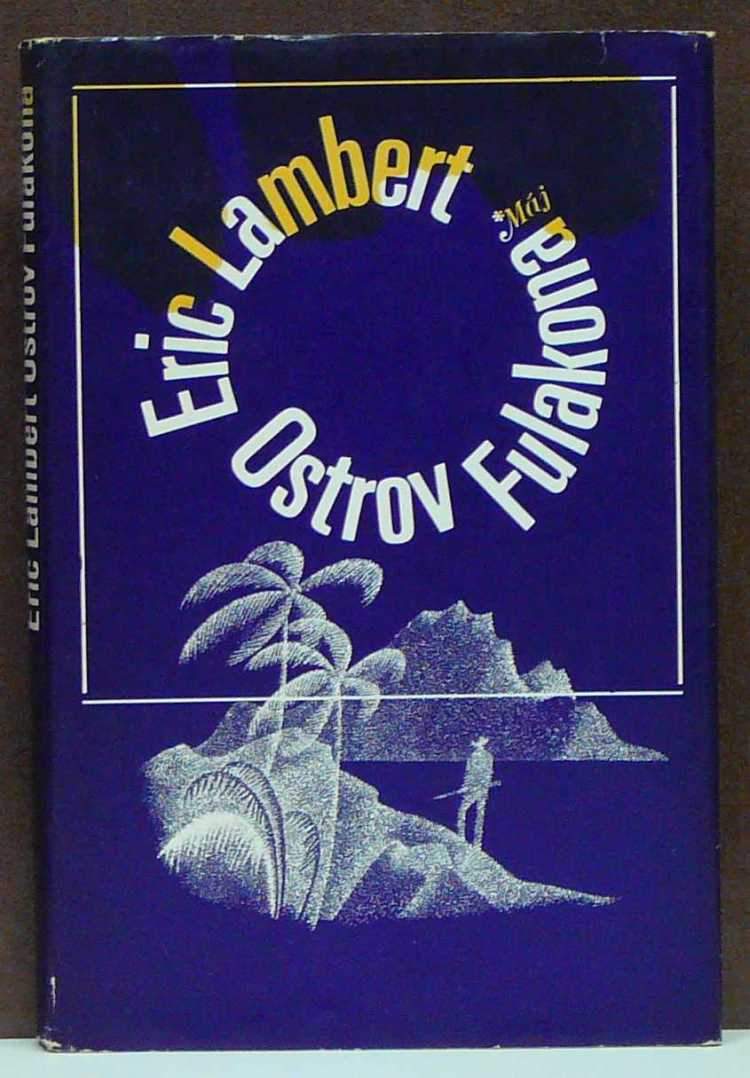 Eric Lambert
Ostrov Fulakona
*Máj
Eric Lambert Ostrov Fulakona